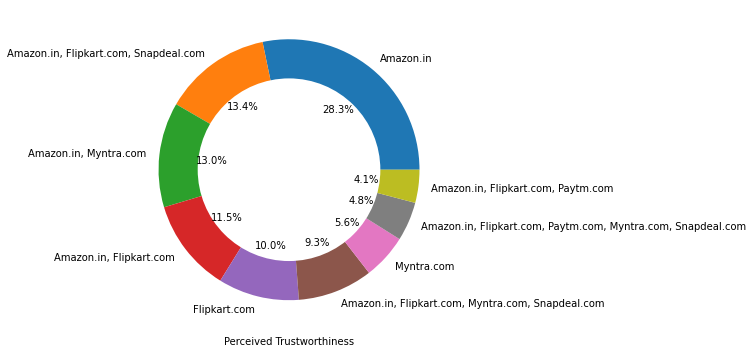 Amazon.in, Flipkart.com, Snapdeal.com
Amazon.in
13.4%
28.3%
Amazon.in, Myntra.com
13.0%
4.1%
Amazon.in, Flipkart.com, Paytm.com
4.8%
11.5%
5.6%
Amazon.in, Flipkart.com, Paytm.com, Myntra.com, Snapdeal.com
10.0%
9.3%
Amazon.in, Flipkart.com
Myntra.com
Flipkart.com
Amazon.in, Flipkart.com, Myntra.com, Snapdeal.com
Perceived Trustworthiness